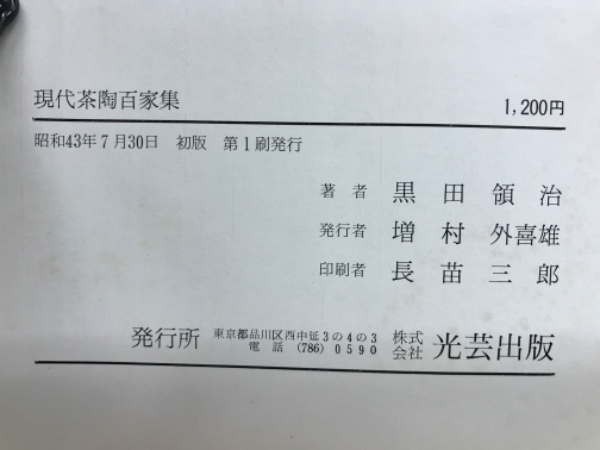 現代茶陶百家集 1,200円
昭和43年7月30日 初版 第1刷発行
著者 黒田領治
発行者 増村外喜雄
印刷者 長苗三郎
発行所 東京都品川区西中延3の4の3 電話 (786) 0590 株式会社 光芸出版